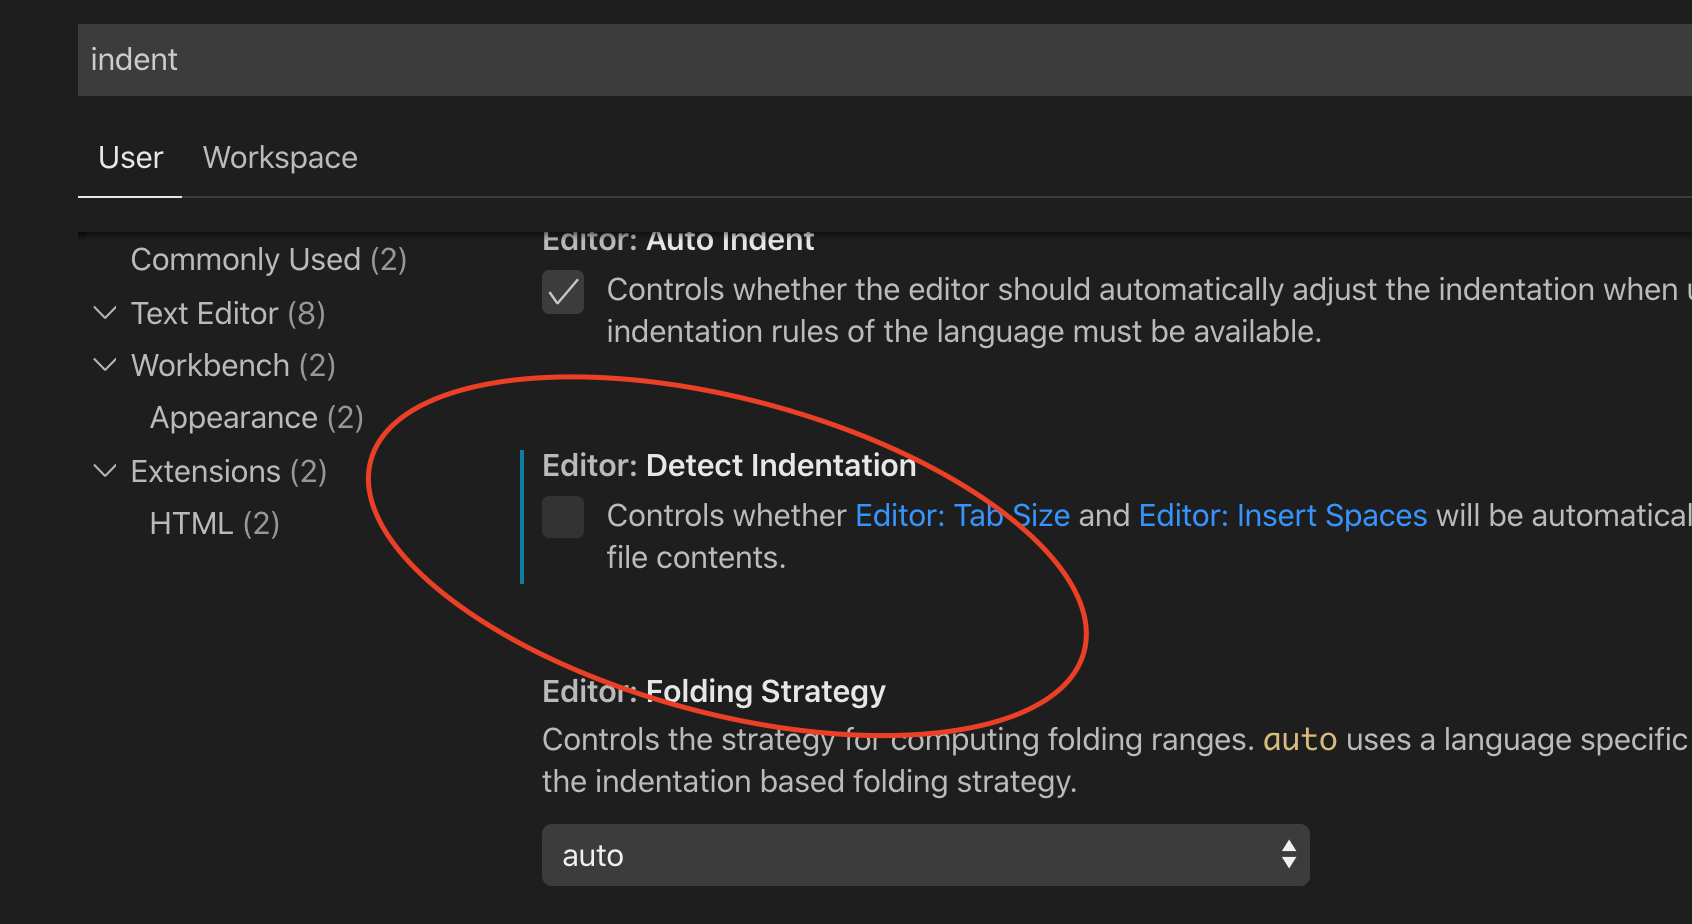 indent
User Workspace
Commonly Used (2)
Text Editor (8)
Workbench (2)
Appearance (2)
Extensions (2)
HTML (2)
Editor: Auto Indent
Controls whether the editor should automatically adjust the indentation when
indentation rules of the language must be available.
Editor: Detect Indentation
Controls whether Editor: Tab Size and Editor: Insert Spaces will be automatical
file contents.
Editor: Folding Strategy
Controls the strategy for computing folding ranges. auto uses a language specific
the indentation based folding strategy.
auto